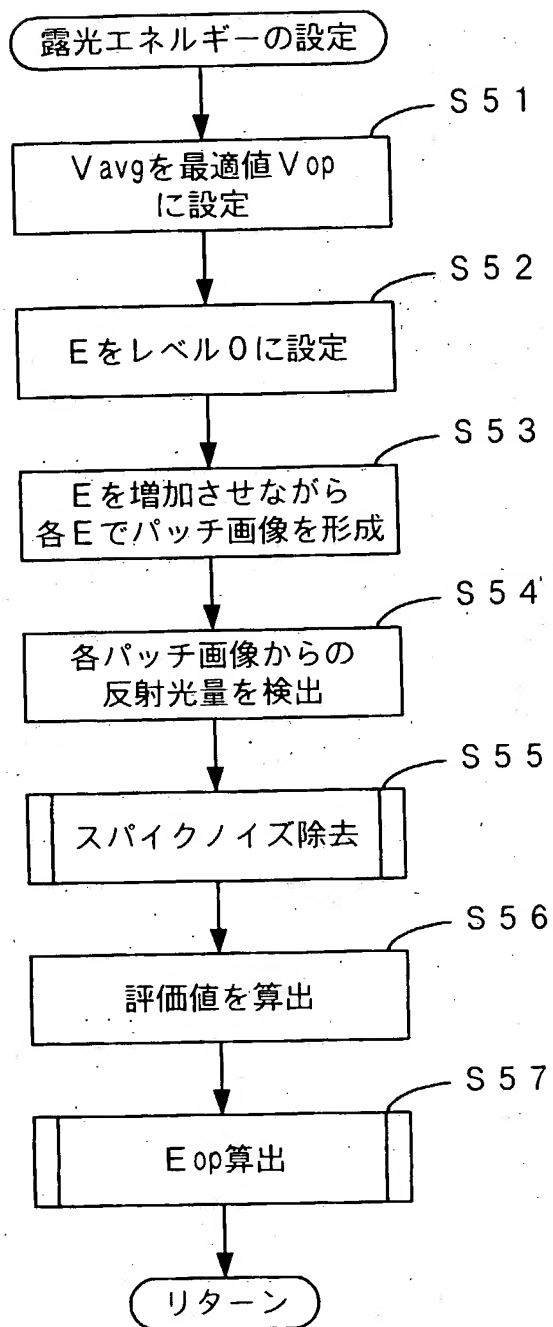 露光エネルギーの設定
S51
Vavgを最適値Vop
に設定
S52
Eをレベル0に設定
S53
Eを増加させながら
各Eでパッチ画像を形成
S54
各パッチ画像からの
反射光量を検出
S55
スパイクノイズ除去
S56
評価値を算出
S57
Eop算出
リターン